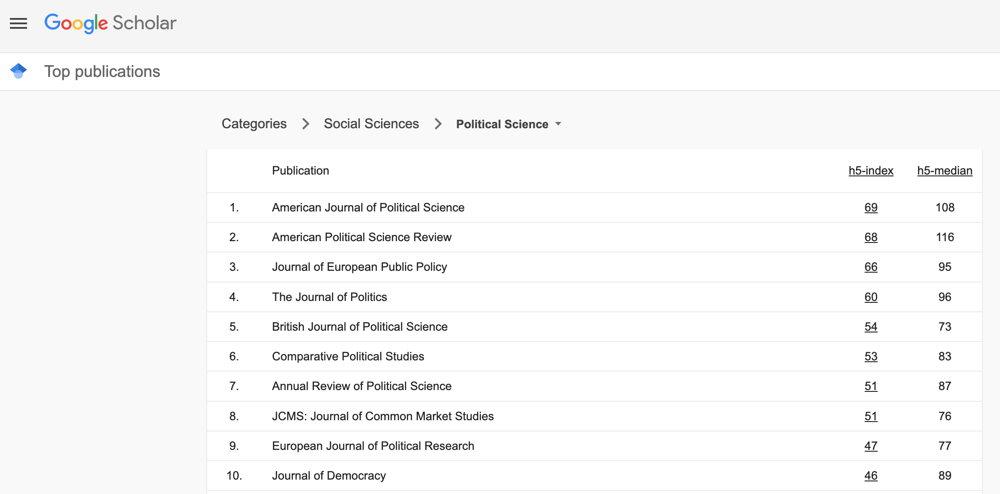 Google Scholar
Top publications
Categories > Social Sciences > Political Science
Publication h5-index h5-median
1. American Journal of Political Science 69 108
2. American Political Science Review 68 116
3. Journal of European Public Policy 66 95
4. The Journal of Politics 60 96
5. British Journal of Political Science 54 73
6. Comparative Political Studies 53 83
7. Annual Review of Political Science 51 87
8. JCMS: Journal of Common Market Studies 51 76
9. European Journal of Political Research 47 77
10. Journal of Democracy 46 89